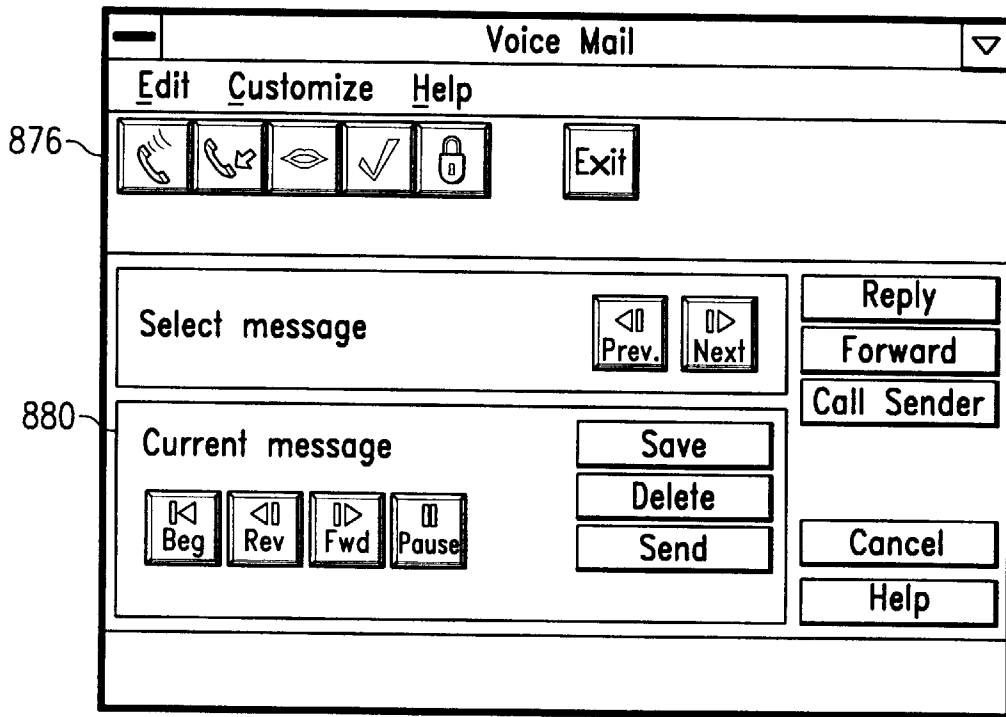 Voice Mail
Edit Customize Help
876
Exit
Select message
Prev. Next
Reply
Forward
Call Sender
880
Current message
Beg Rev Fwd Pause
Save
Delete
Send
Cancel
Help